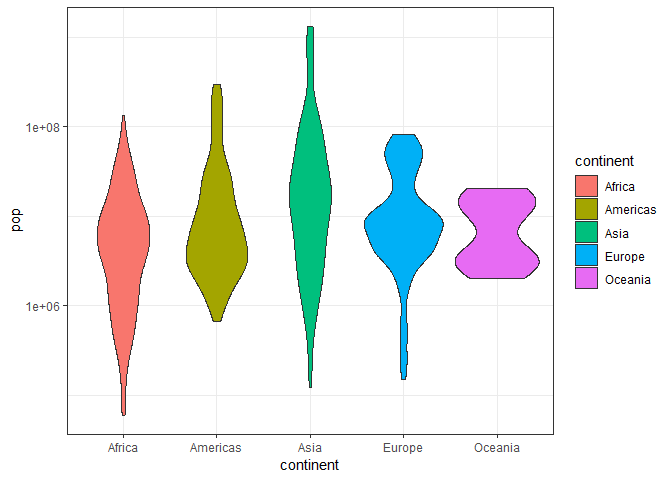 pop
1e+08
1e+06
Africa
Americas
Asia
Europe
Oceania
continent
continent
Africa
Americas
Asia
Europe
Oceania